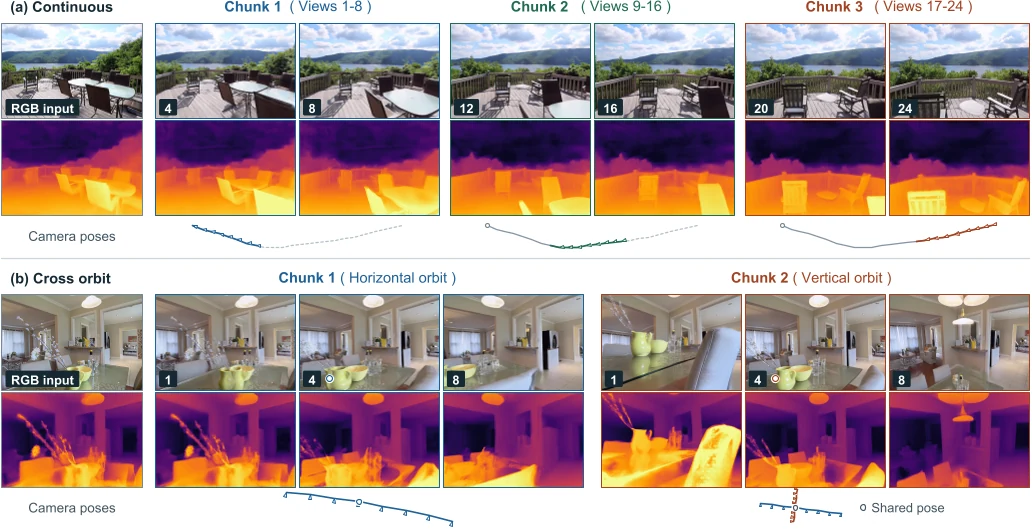 (a) Continuous
Chunk 1 ( Views 1-8 )
Chunk 2 ( Views 9-16 )
Chunk 3 ( Views 17-24 )
RGB input
4
8
12
16
20
24
Camera poses
(b) Cross orbit
Chunk 1 ( Horizontal orbit )
Chunk 2 ( Vertical orbit )
RGB input
1
4
8
1
4
8
Camera poses
Shared pose